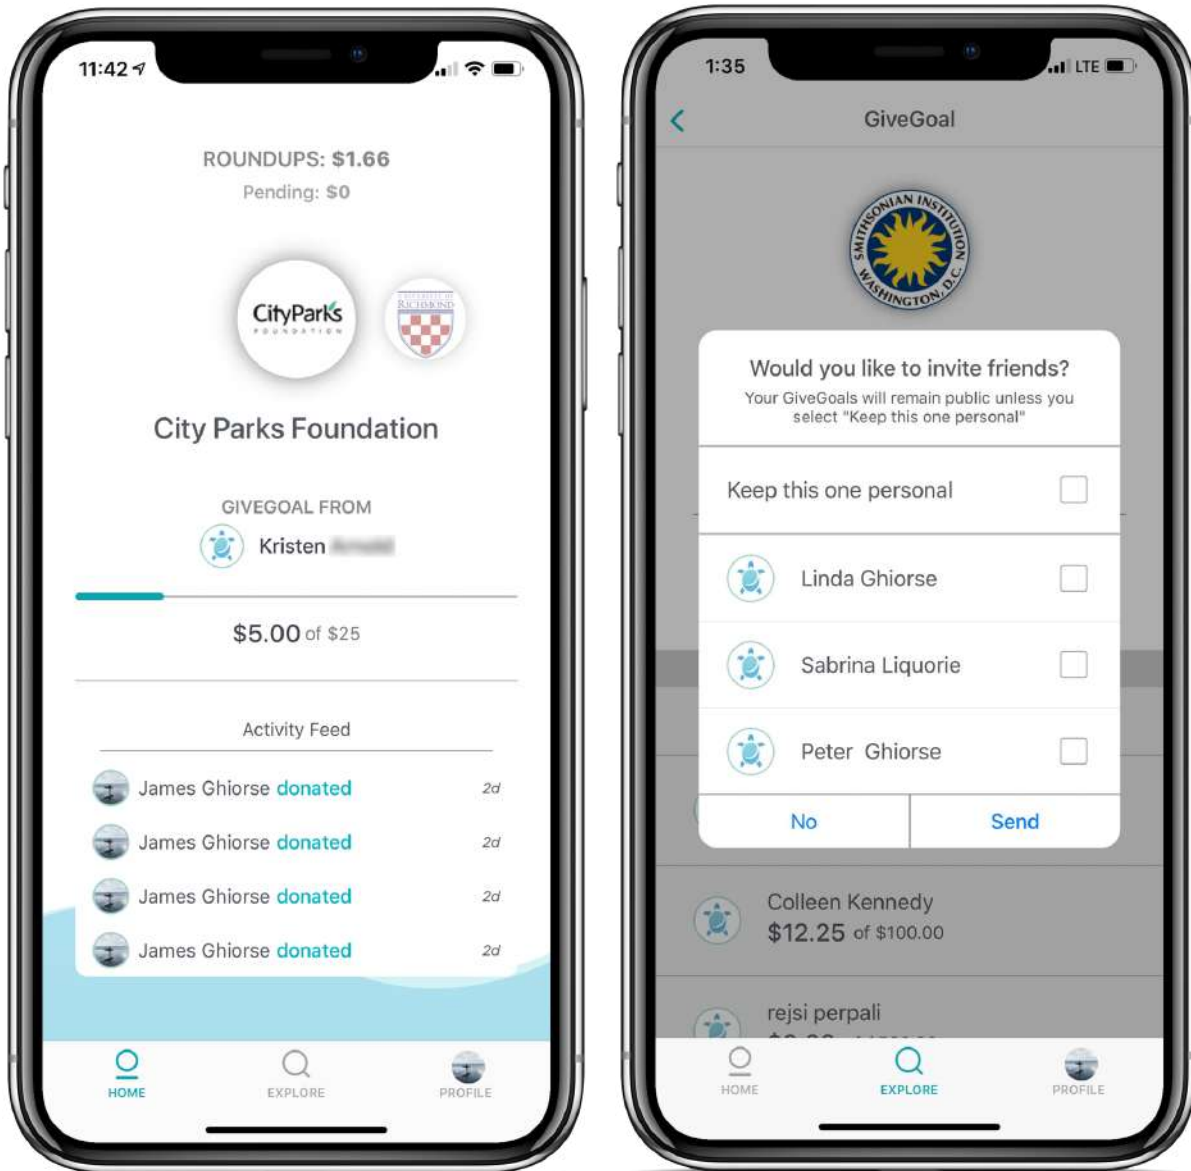 11:42
ROUNDUPS: $1.66
Pending: $0
CityParks
FOUNDATION
UNIVERSITY OF
RICHMOND
City Parks Foundation
GIVEGOAL FROM
Kristen
$5.00 of $25
Activity Feed
James Ghiorse donated 2d
James Ghiorse donated 2d
James Ghiorse donated 2d
James Ghiorse donated 2d
HOME EXPLORE PROFILE
1:35 LTE
GiveGoal
SMITHSONIAN INSTITUTION
WASHINGTON, D.C.
Would you like to invite friends?
Your GiveGoals will remain public unless you
select "Keep this one personal"
Keep this one personal
Linda Ghiorse
Sabrina Liquorie
Peter Ghiorse
No Send
Colleen Kennedy
$12.25 of $100.00
rejsi perpali
HOME EXPLORE PROFILE